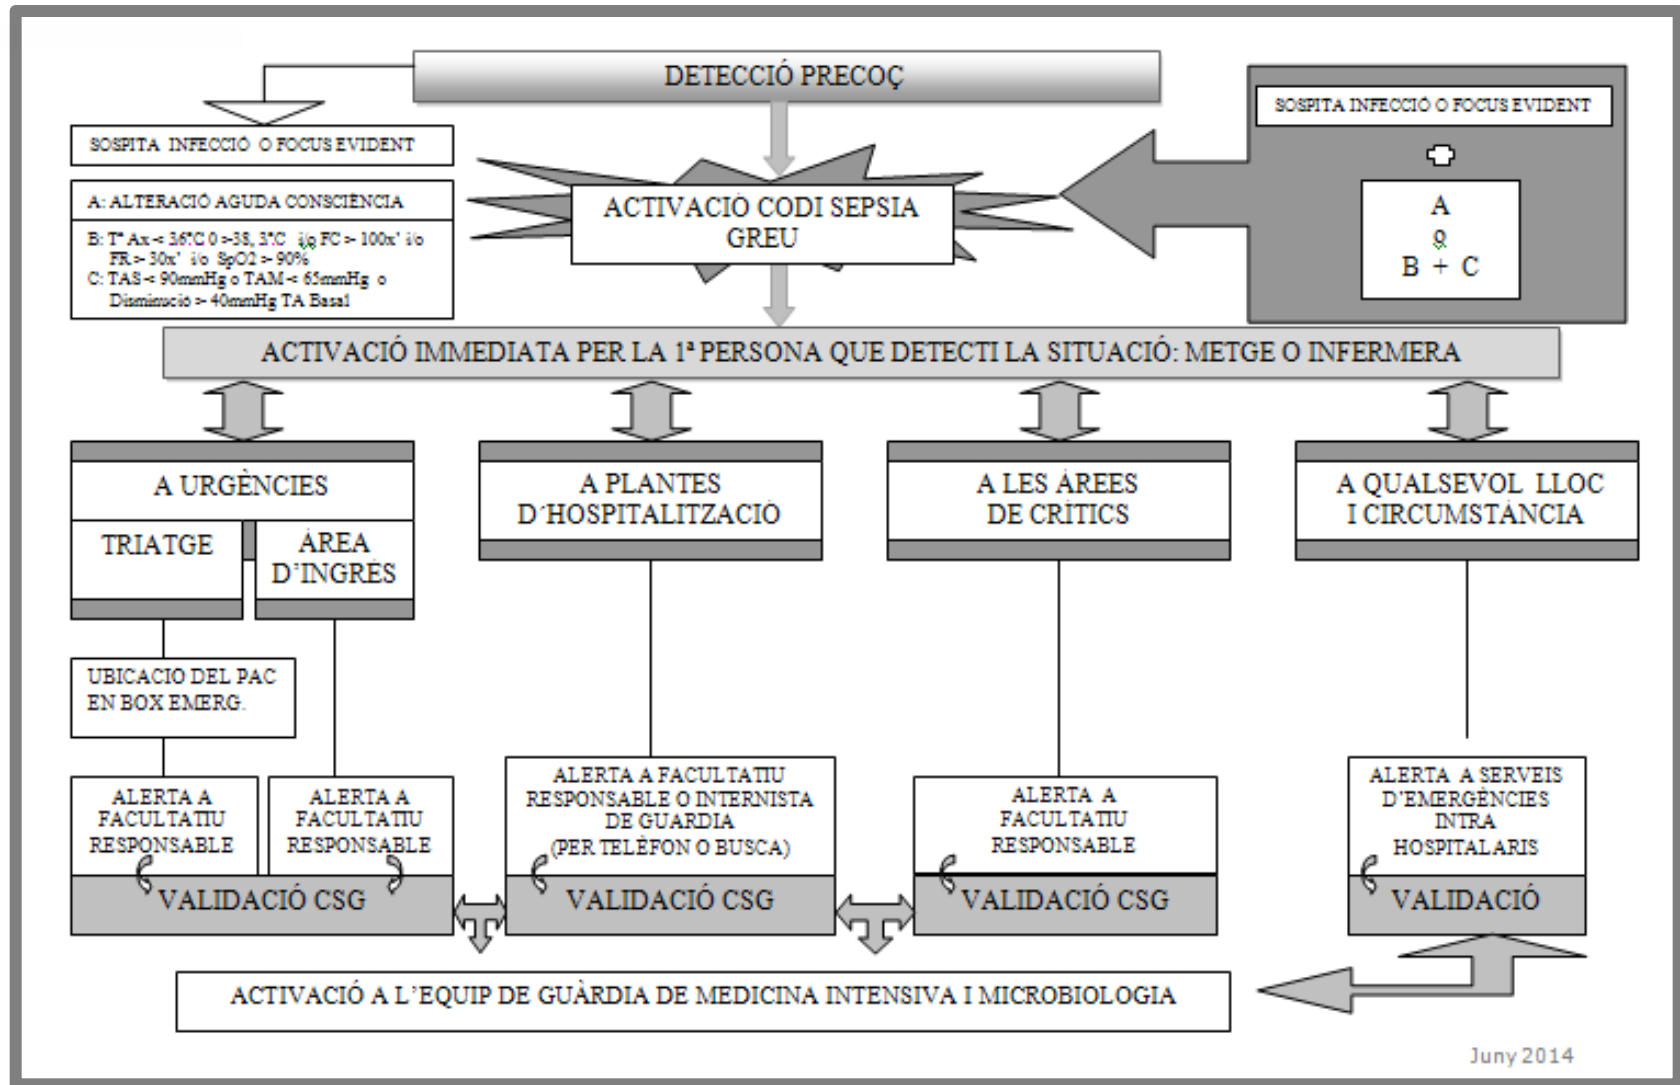 DETECCIÓ PRECOÇ
SOSPITA INFECCIÓ O FOCUS EVIDENT
A: ALTERACIÓ AGUDA CONSCIÈNCIA
B: Tª Ax < 36ºC 0 >38, 3ºC i/o FC > 100x' i/o
FR > 30x' i/o SpO2 > 90%
C: TAS < 90mmHg o TAM < 65mmHg o
Disminució > 40mmHg TA Basal
ACTIVACIÓ CODI SEPSIA
GREU
SOSPITA INFECCIÓ O FOCUS EVIDENT
A
o
B + C
ACTIVACIÓ IMMEDIATA PER LA 1ª PERSONA QUE DETECTI LA SITUACIÓ: METGE O INFERMERA
A URGÈNCIES
TRIATGE
ÁREA
D'INGRÉS
A PLANTES
D´HOSPITALITZACIÓ
A LES ÀREES
DE CRÍTICS
A QUALSEVOL LLOC
I CIRCUMSTÀNCIA
UBICACIO DEL PAC
EN BOX EMERG.
ALERTA A
FACULTATIU
RESPONSABLE
ALERTA A
FACULTATIU
RESPONSABLE
VALIDACIÓ CSG
ALERTA A FACULTATIU
RESPONSABLE O INTERNISTA
DE GUARDIA
(PER TELÈFON O BUSCA)
VALIDACIÓ CSG
ALERTA A
FACULTATIU
RESPONSABLE
VALIDACIÓ CSG
ALERTA A SERVEIS
D'EMERGÈNCIES
INTRA
HOSPITALARIS
VALIDACIÓ
ACTIVACIÓ A L'EQUIP DE GUÀRDIA DE MEDICINA INTENSIVA I MICROBIOLOGIA
Juny 2014